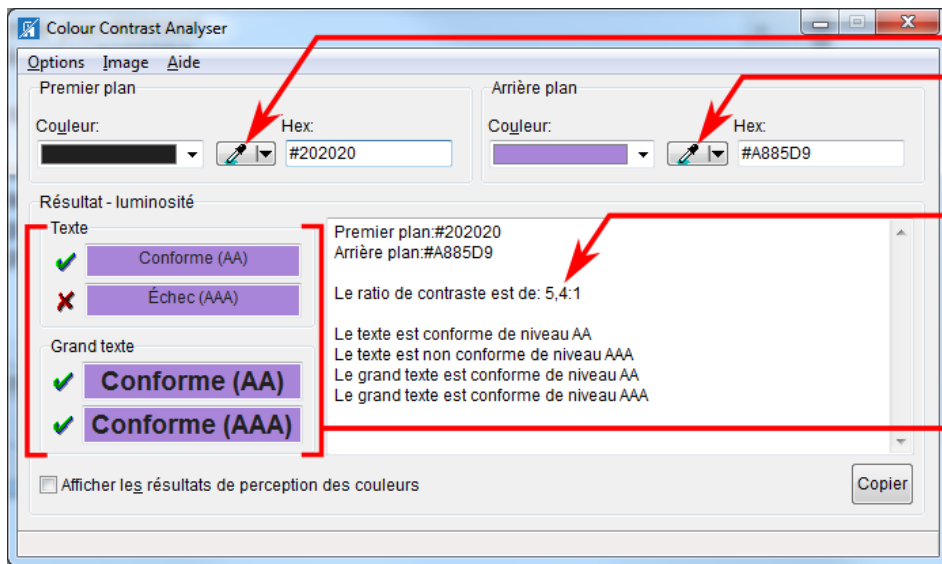 Colour Contrast Analyser
Options Image Aide
Premier plan
Arrière plan
Couleur:
Hex:
Couleur:
Hex:
#202020
#A885D9
Résultat - luminosité
Texte
Conforme (AA)
Échec (AAA)
Grand texte
Conforme (AA)
Conforme (AAA)
Premier plan:#202020
Arrière plan:#A885D9
Le ratio de contraste est de: 5,4:1
Le texte est conforme de niveau AA
Le texte est non conforme de niveau AAA
Le grand texte est conforme de niveau AA
Le grand texte est conforme de niveau AAA
Afficher les résultats de perception des couleurs
Copier